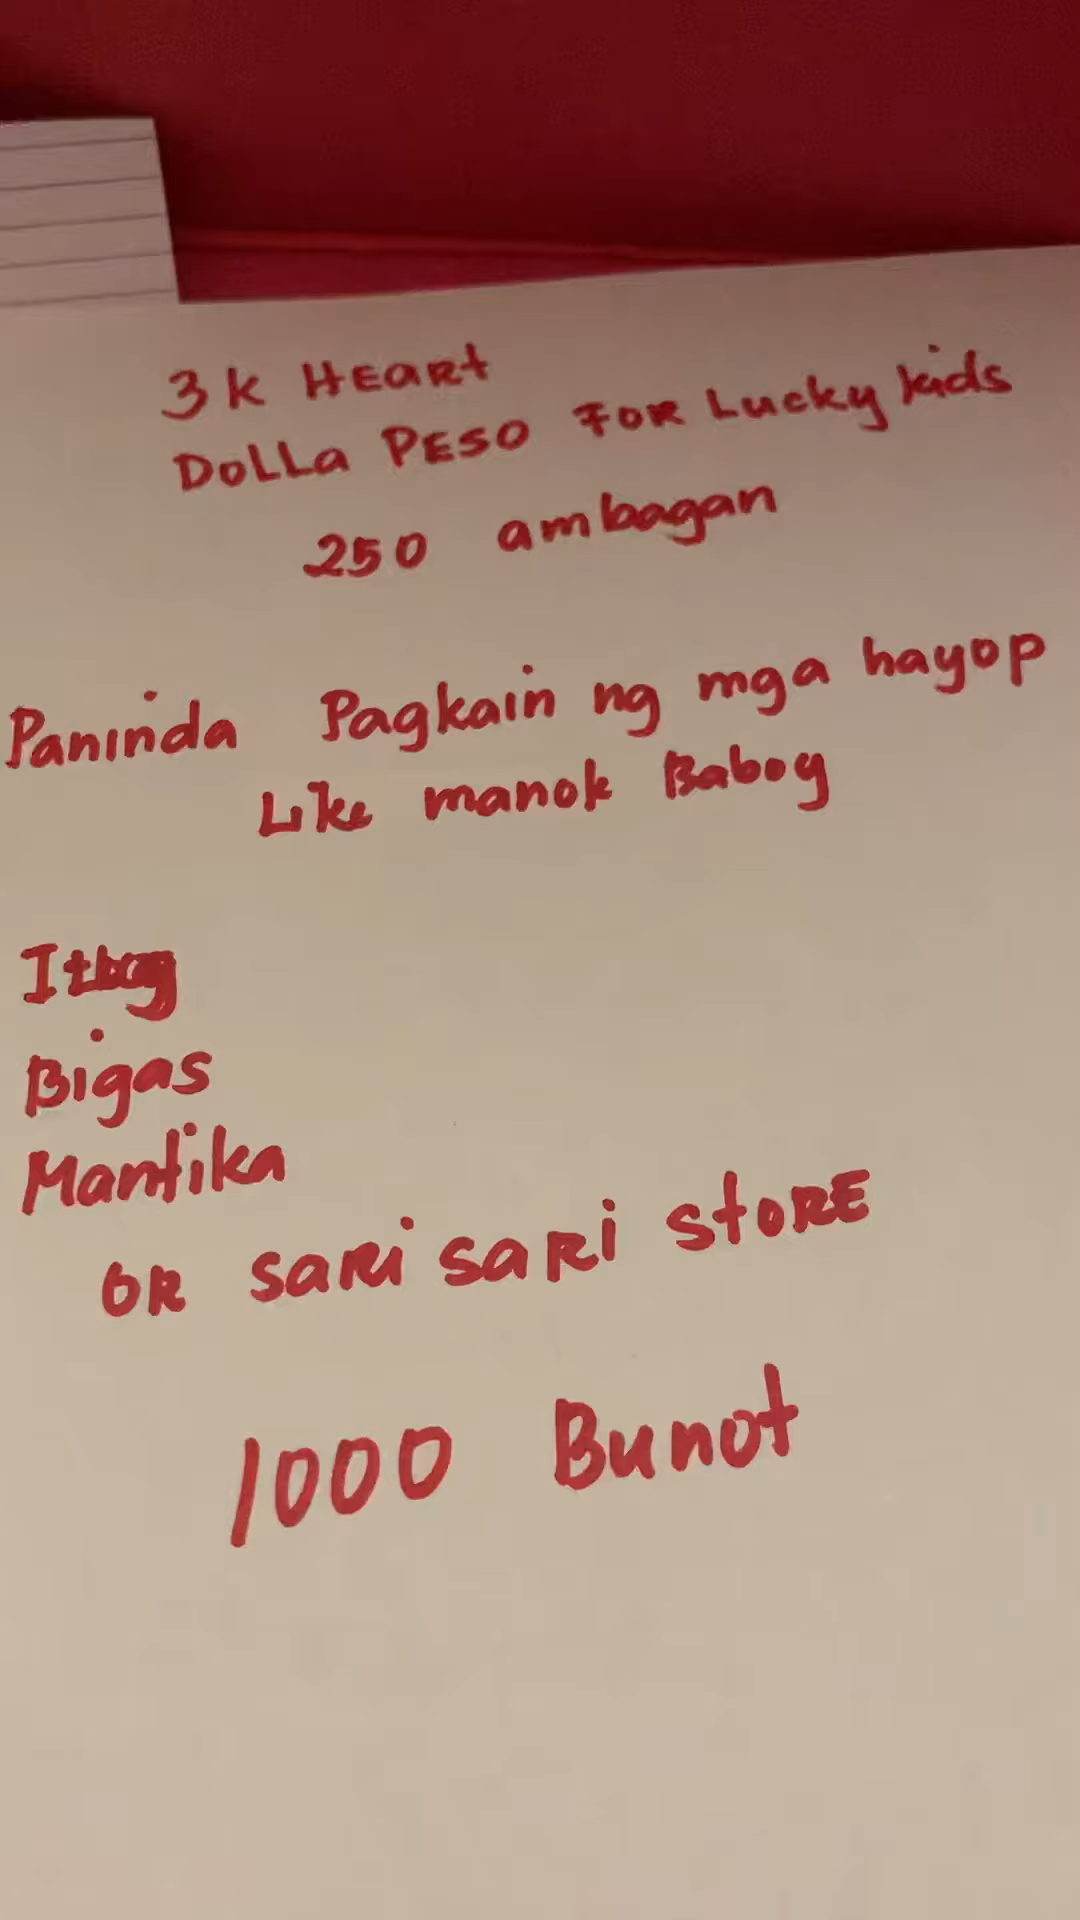 3k HEaRt
DoLLa PESO FOR Lucky kids
250 ambagan
Paninda Pagkain ng mga hayop
Like manok Baboy
Bigas
Mantika
OR saRi saRi stoRE
1000 Bunot